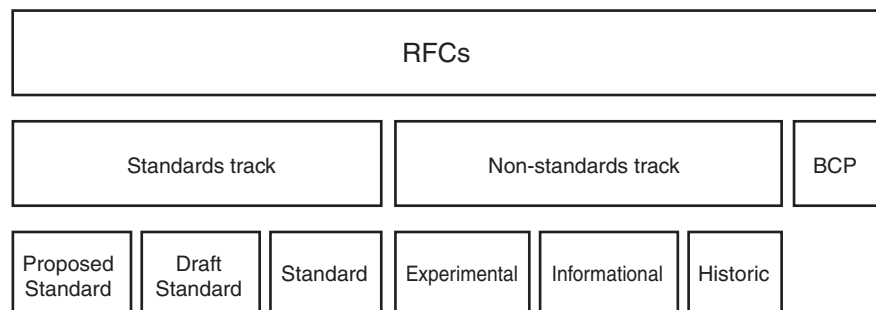 RFCs
Standards track
Non-standards track
BCP
Proposed
Standard
Draft
Standard
Standard
Experimental
Informational
Historic